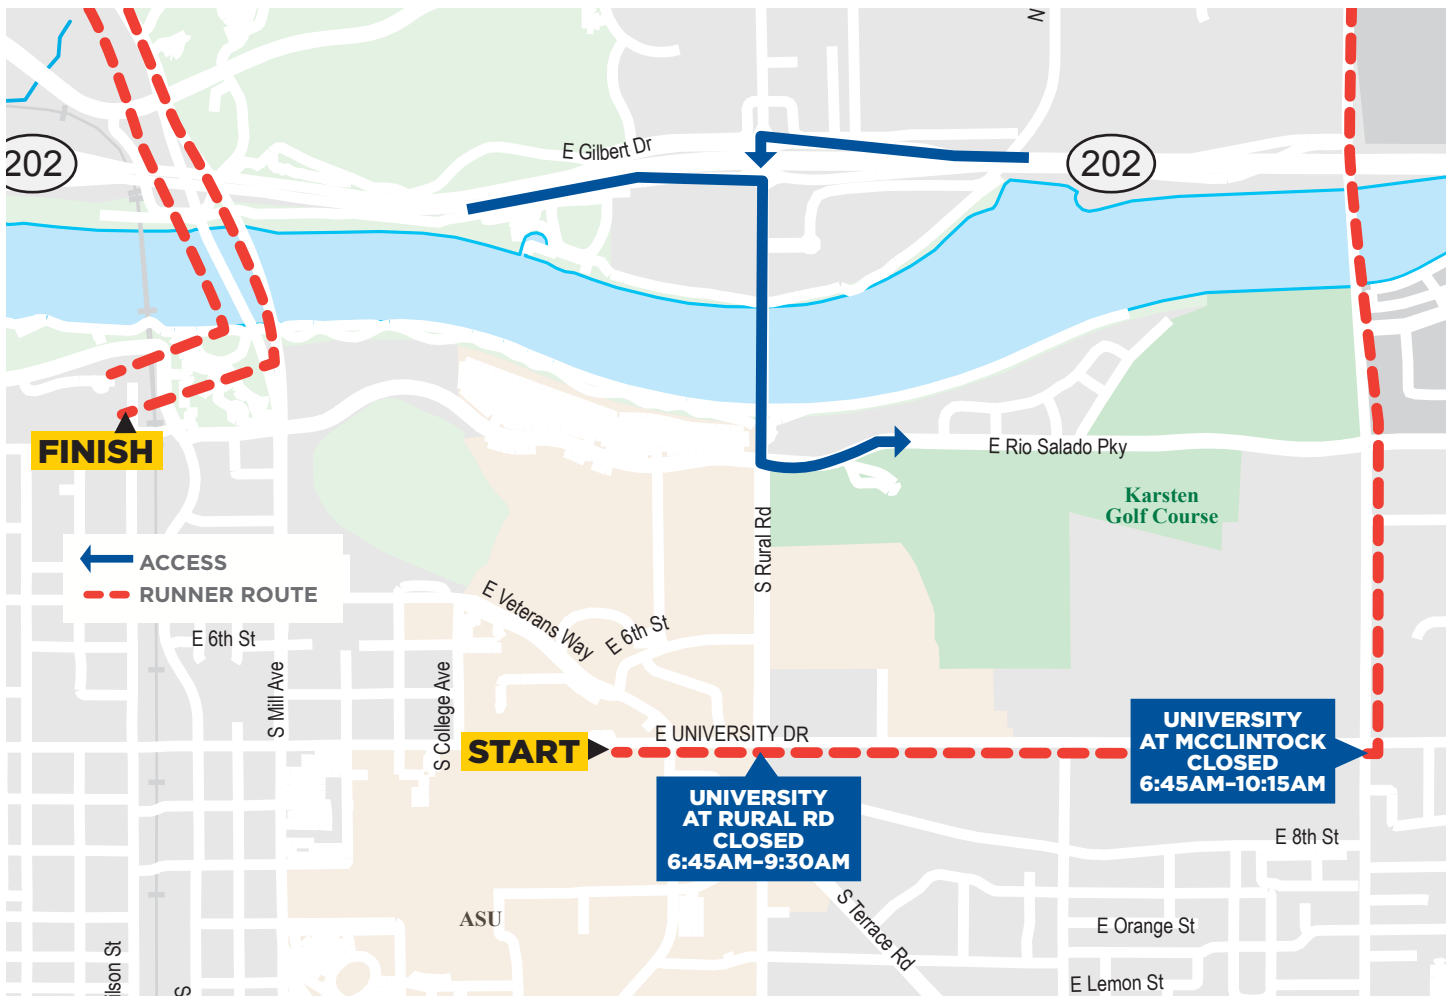 N
202
E Gilbert Dr
202
FINISH
E Rio Salado Pky
Karsten
Golf Course
S Rural Rd
ACCESS
RUNNER ROUTE
E Veterans Way
E 6th St
E 6th St
S Mill Ave
S College Ave
START
E UNIVERSITY DR
UNIVERSITY
AT MCCLINTOCK
CLOSED
6:45AM–10:15AM
UNIVERSITY
AT RURAL RD
CLOSED
6:45AM–9:30AM
E 8th St
ASU
S Terrace Rd
E Orange St
ilson St
S
E Lemon St